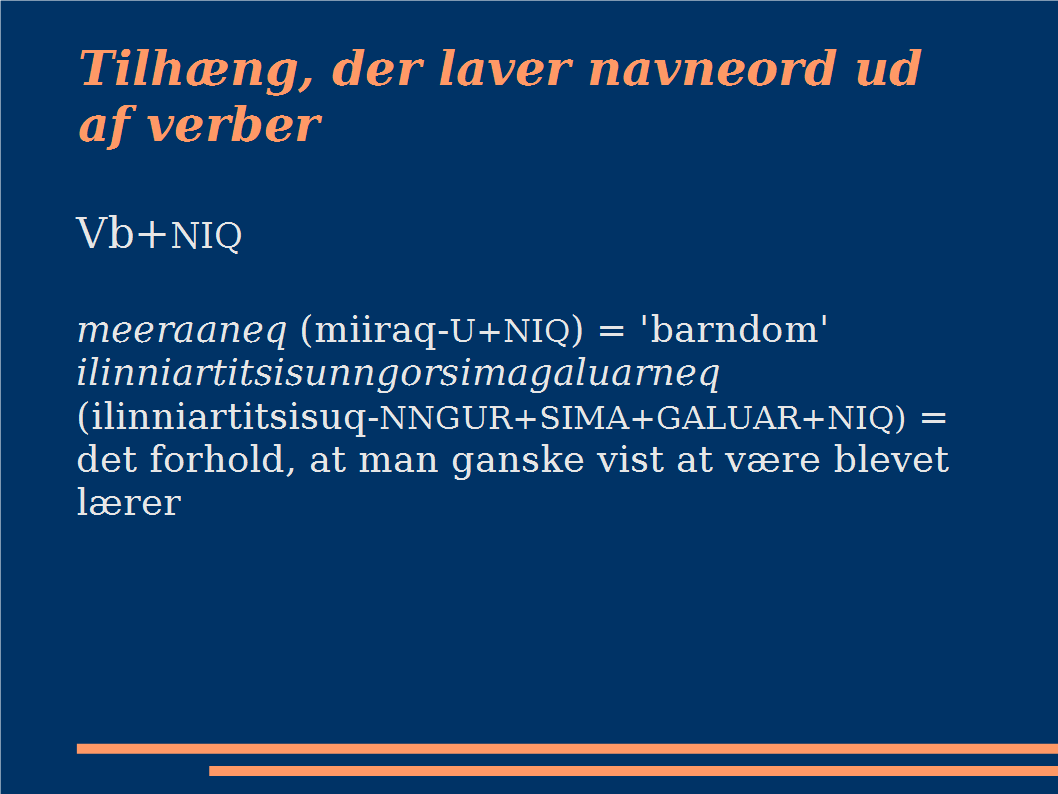 Tilhæng, der laver navneord ud
af verber
Vb+NIQ
meeraaneq (miiraq-U+NIQ) = 'barndom'
ilinniartitsisunngorsimagaluarneq
(ilinniartitsisuq-NNGUR+SIMA+GALUAR+NIQ) =
det forhold, at man ganske vist at være blevet
lærer